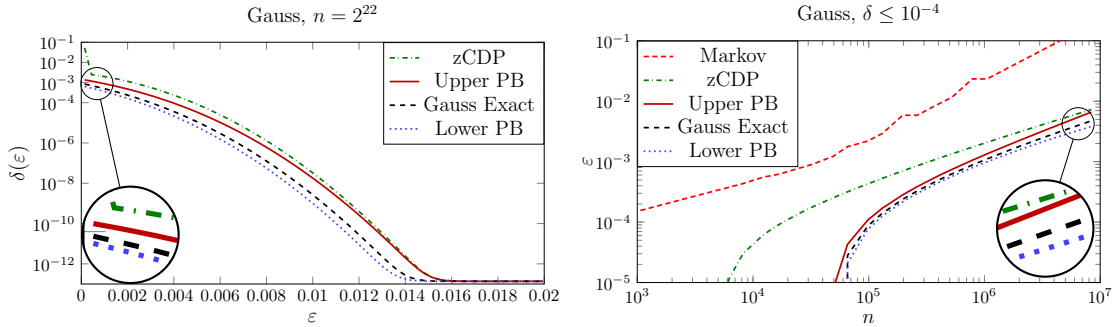 Gauss, n = 2^22
10^-1
10^-3
10^-4
10^-6
10^-8
10^-10
10^-12
δ(ε)
zCDP
Upper PB
Gauss Exact
Lower PB
0 0.002 0.004 0.006 0.008 0.01 0.012 0.014 0.016 0.018 0.02
ε
Gauss, δ ≤ 10^-4
10^-1
10^-2
10^-3
10^-4
10^-5
ε
Markov
zCDP
Upper PB
Gauss Exact
Lower PB
10^3 10^4 10^5 10^6 10^7
n